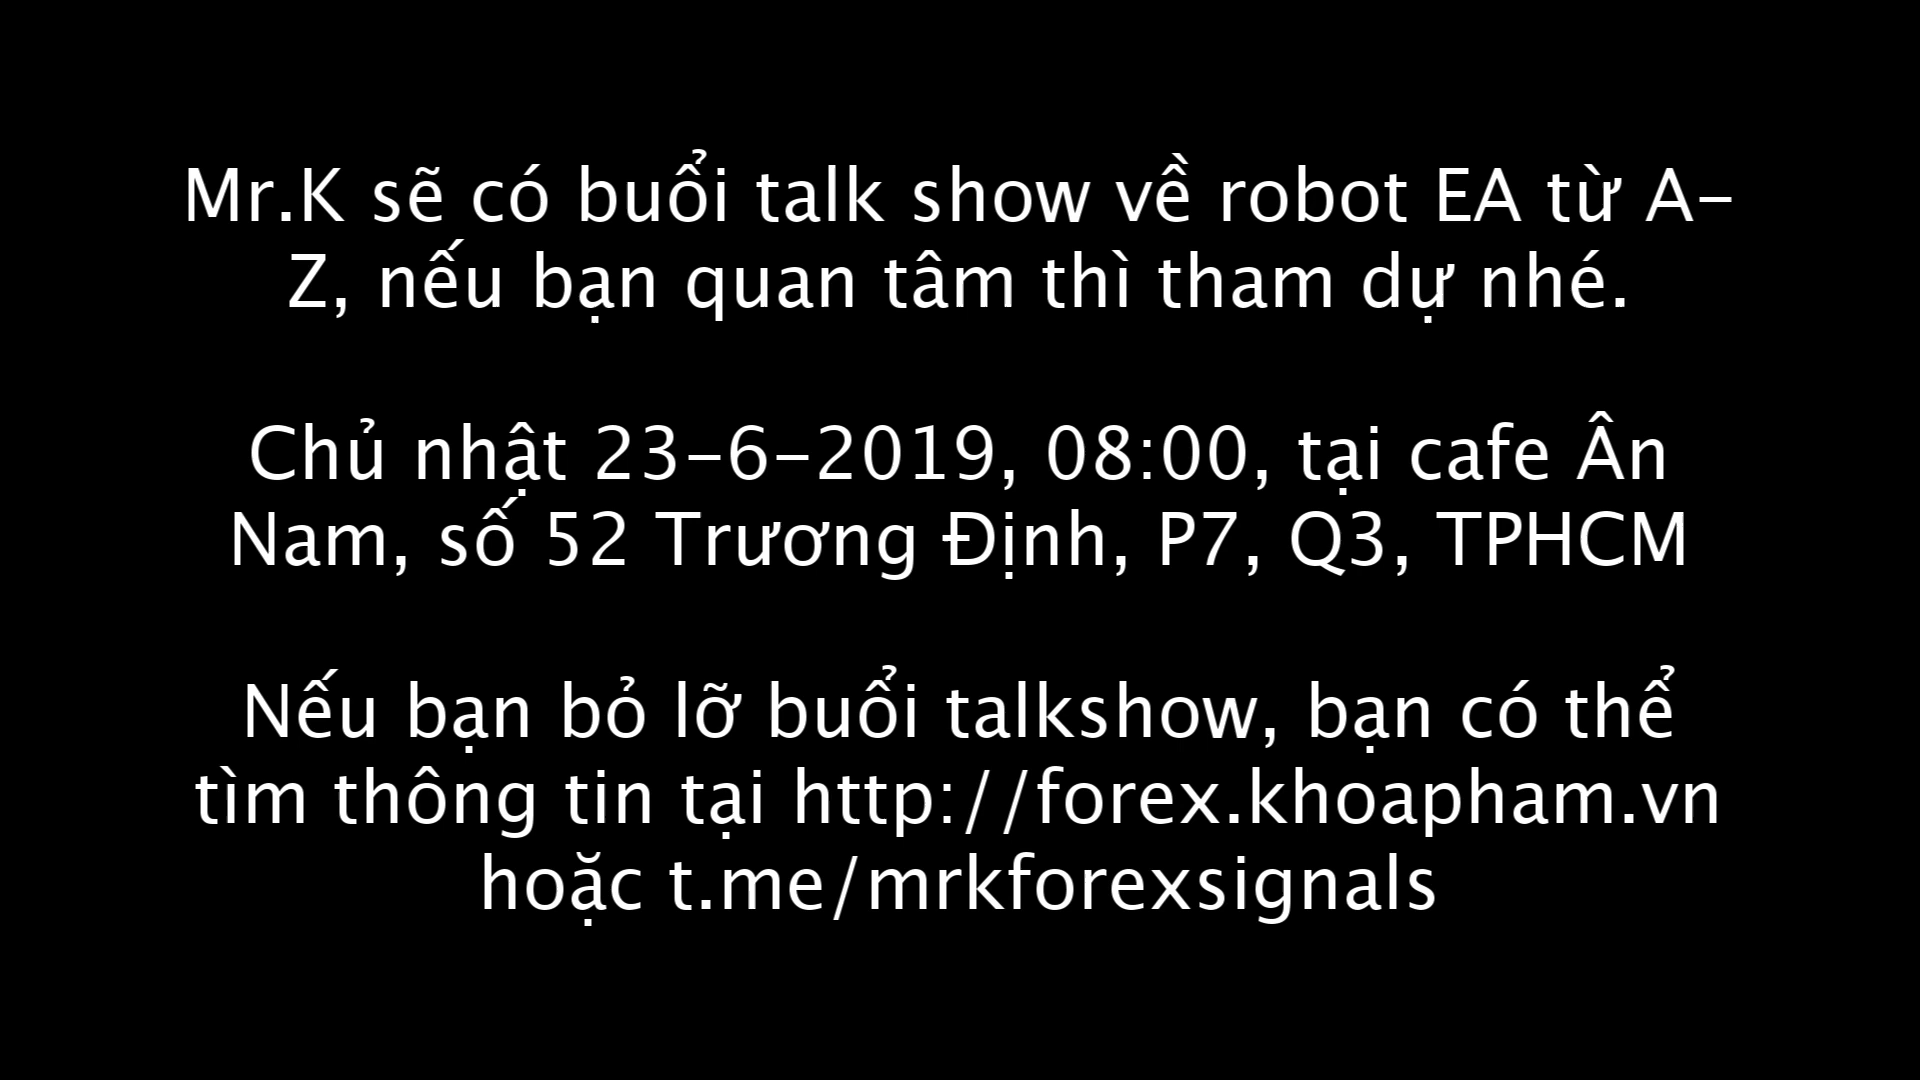 Mr.K sẽ có buổi talk show về robot EA từ A-
Z, nếu bạn quan tâm thì tham dự nhé.
Chủ nhật 23-6-2019, 08:00, tại cafe Ân
Nam, số 52 Trương Định, P7, Q3, TPHCM
Nếu bạn bỏ lỡ buổi talkshow, bạn có thể
tìm thông tin tại http://forex.khoapham.vn
hoặc t.me/mrkforexsignals